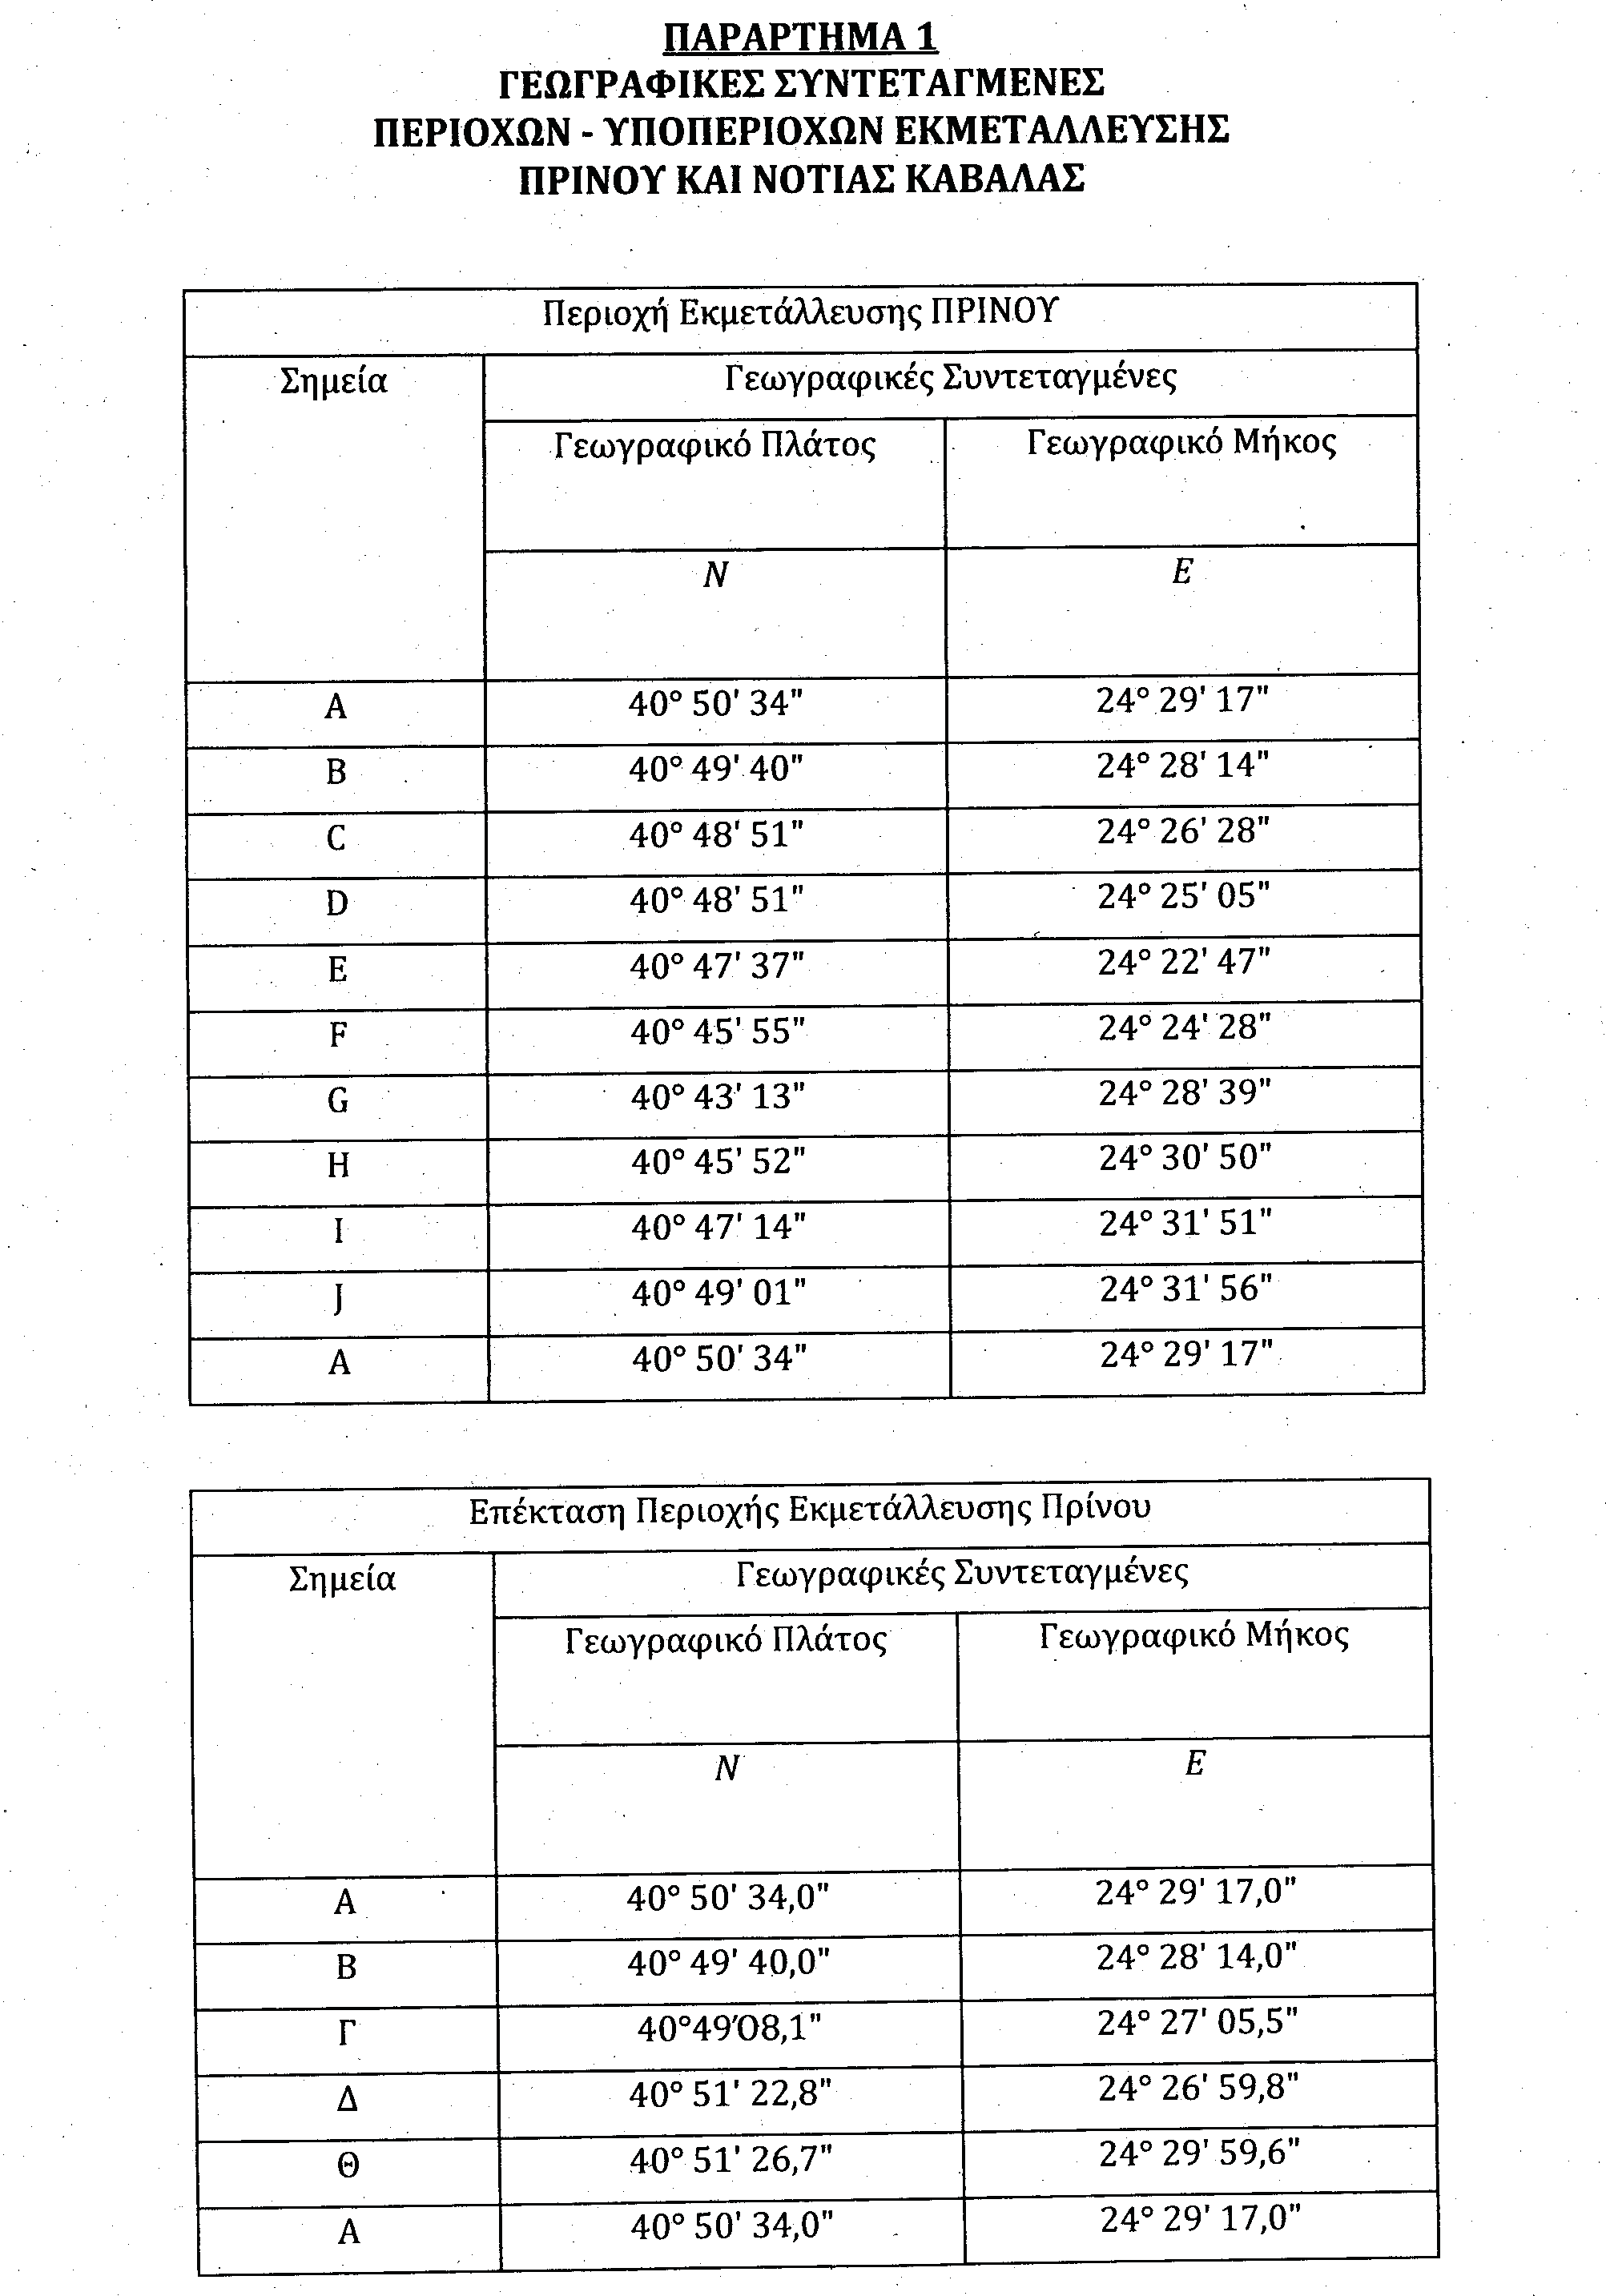 ΠΑΡΑΡΤΗΜΑ 1
ΓΕΩΓΡΑΦΙΚΕΣ ΣΥΝΤΕΤΑΓΜΕΝΕΣ
ΠΕΡΙΟΧΩΝ - ΥΠΟΠΕΡΙΟΧΩΝ ΕΚΜΕΤΑΛΛΕΥΣΗΣ
ΠΡΙΝΟΥ ΚΑΙ ΝΟΤΙΑΣ ΚΑΒΑΛΑΣ
Περιοχή Εκμετάλλευσης ΠΡΙΝΟΥ
Σημεία Γεωγραφικές Συντεταγμένες
Γεωγραφικό Πλάτος Γεωγραφικό Μήκος
N E
A 40° 50' 34" 24° 29' 17"
B 40° 49' 40" 24° 28' 14"
C 40° 48' 51" 24° 26' 28"
D 40° 48' 51" 24° 25' 05"
E 40° 47' 37" 24° 22' 47"
F 40° 45' 55" 24° 24' 28"
G 40° 43' 13" 24° 28' 39"
H 40° 45' 52" 24° 30' 50"
I 40° 47' 14" 24° 31' 51"
J 40° 49' 01" 24° 31' 56"
A 40° 50' 34" 24° 29' 17"
Επέκταση Περιοχής Εκμετάλλευσης Πρίνου
Σημεία Γεωγραφικές Συντεταγμένες
Γεωγραφικό Πλάτος Γεωγραφικό Μήκος
N E
Α 40° 50' 34,0" 24° 29' 17,0"
Β 40° 49' 40,0" 24° 28' 14,0"
Γ 40°49'08,1" 24° 27' 05,5"
Δ 40° 51' 22,8" 24° 26' 59,8"
Θ 40° 51' 26,7" 24° 29' 59,6"
Α 40° 50' 34,0" 24° 29' 17,0"